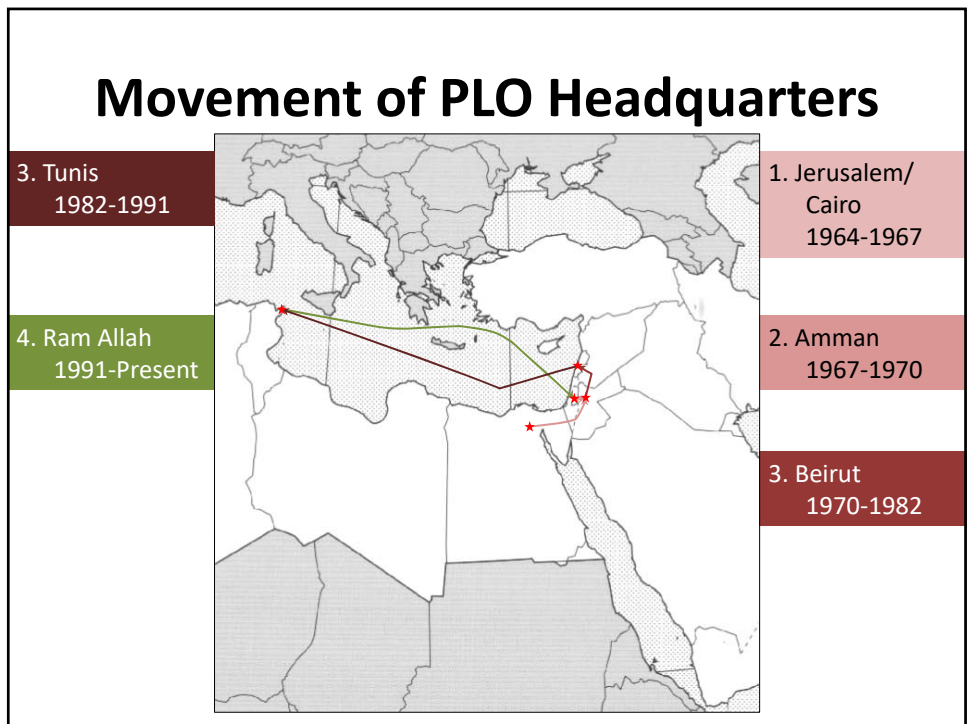 Movement of PLO Headquarters
3. Tunis
1982-1991
4. Ram Allah
1991-Present
1. Jerusalem/
Cairo
1964-1967
2. Amman
1967-1970
3. Beirut
1970-1982